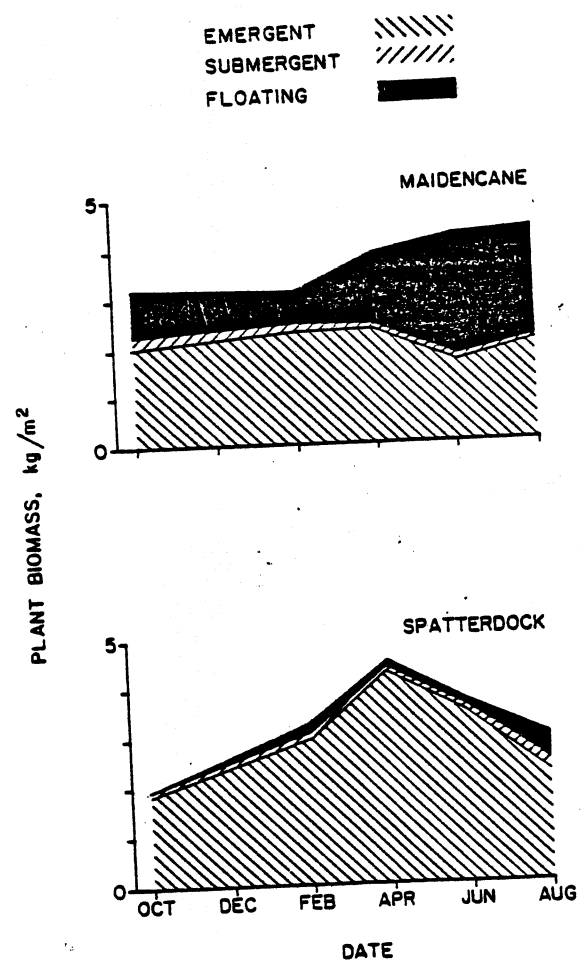 EMERGENT
SUBMERGENT
FLOATING
MAIDENCANE
5
0
PLANT BIOMASS, kg/m²
SPATTERDOCK
5
0
OCT DEC FEB APR JUN AUG
DATE